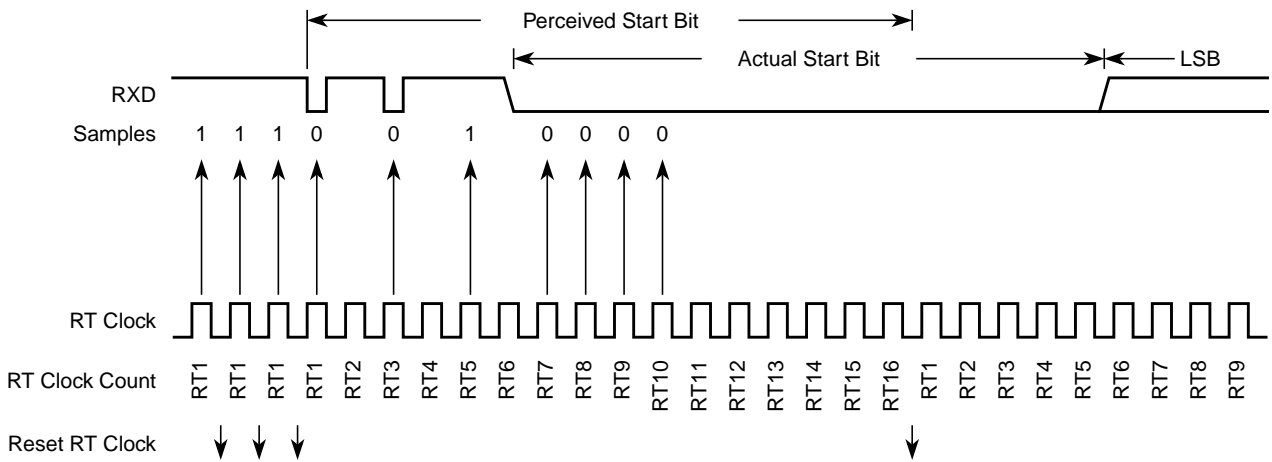 Perceived Start Bit
Actual Start Bit
LSB
RXD
Samples 1 1 1 0 0 1 0 0 0 0
RT Clock
RT Clock Count RT1 RT1 RT1 RT1 RT2 RT3 RT4 RT5 RT6 RT7 RT8 RT9 RT10 RT11 RT12 RT13 RT14 RT15 RT16 RT1 RT2 RT3 RT4 RT5 RT6 RT7 RT8 RT9
Reset RT Clock